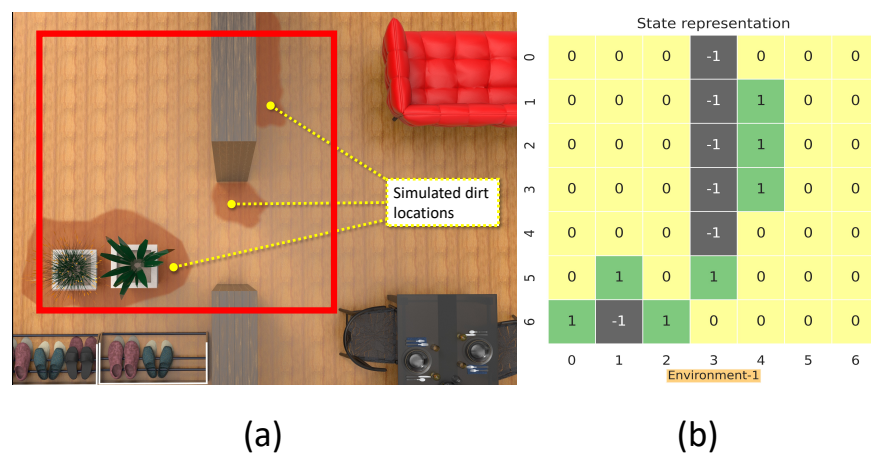 Simulated dirt
locations
State representation
0 0 0 0 -1 0 0 0
1 0 0 0 -1 1 0 0
2 0 0 0 -1 1 0 0
3 0 0 0 -1 1 0 0
4 0 0 0 -1 0 0 0
5 0 1 0 1 0 0 0
6 1 -1 1 0 0 0 0
0 1 2 3 4 5 6
Environment-1
(a)
(b)